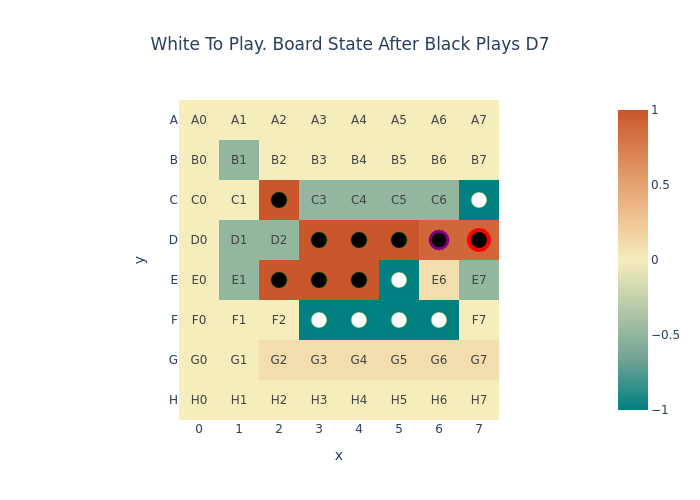 White To Play. Board State After Black Plays D7
A A0 A1 A2 A3 A4 A5 A6 A7
B B0 B1 B2 B3 B4 B5 B6 B7
C C0 C1 C3 C4 C5 C6
D D0 D1 D2
E E0 E1 E6 E7
F F0 F1 F2 F7
G G0 G1 G2 G3 G4 G5 G6 G7
H H0 H1 H2 H3 H4 H5 H6 H7
0 1 2 3 4 5 6 7
x
y
1
0.5
0
−0.5
−1